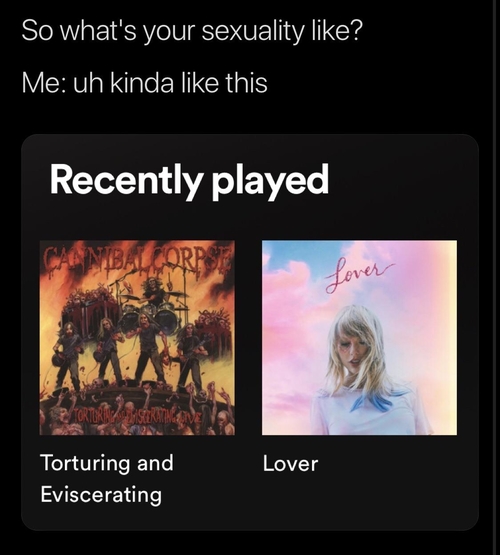 So what's your sexuality like?
Me: uh kinda like this
Recently played
CANNIBAL CORPSE
Lover
TORTURING AND EVISCERATING LIVE
Torturing and
Eviscerating
Lover